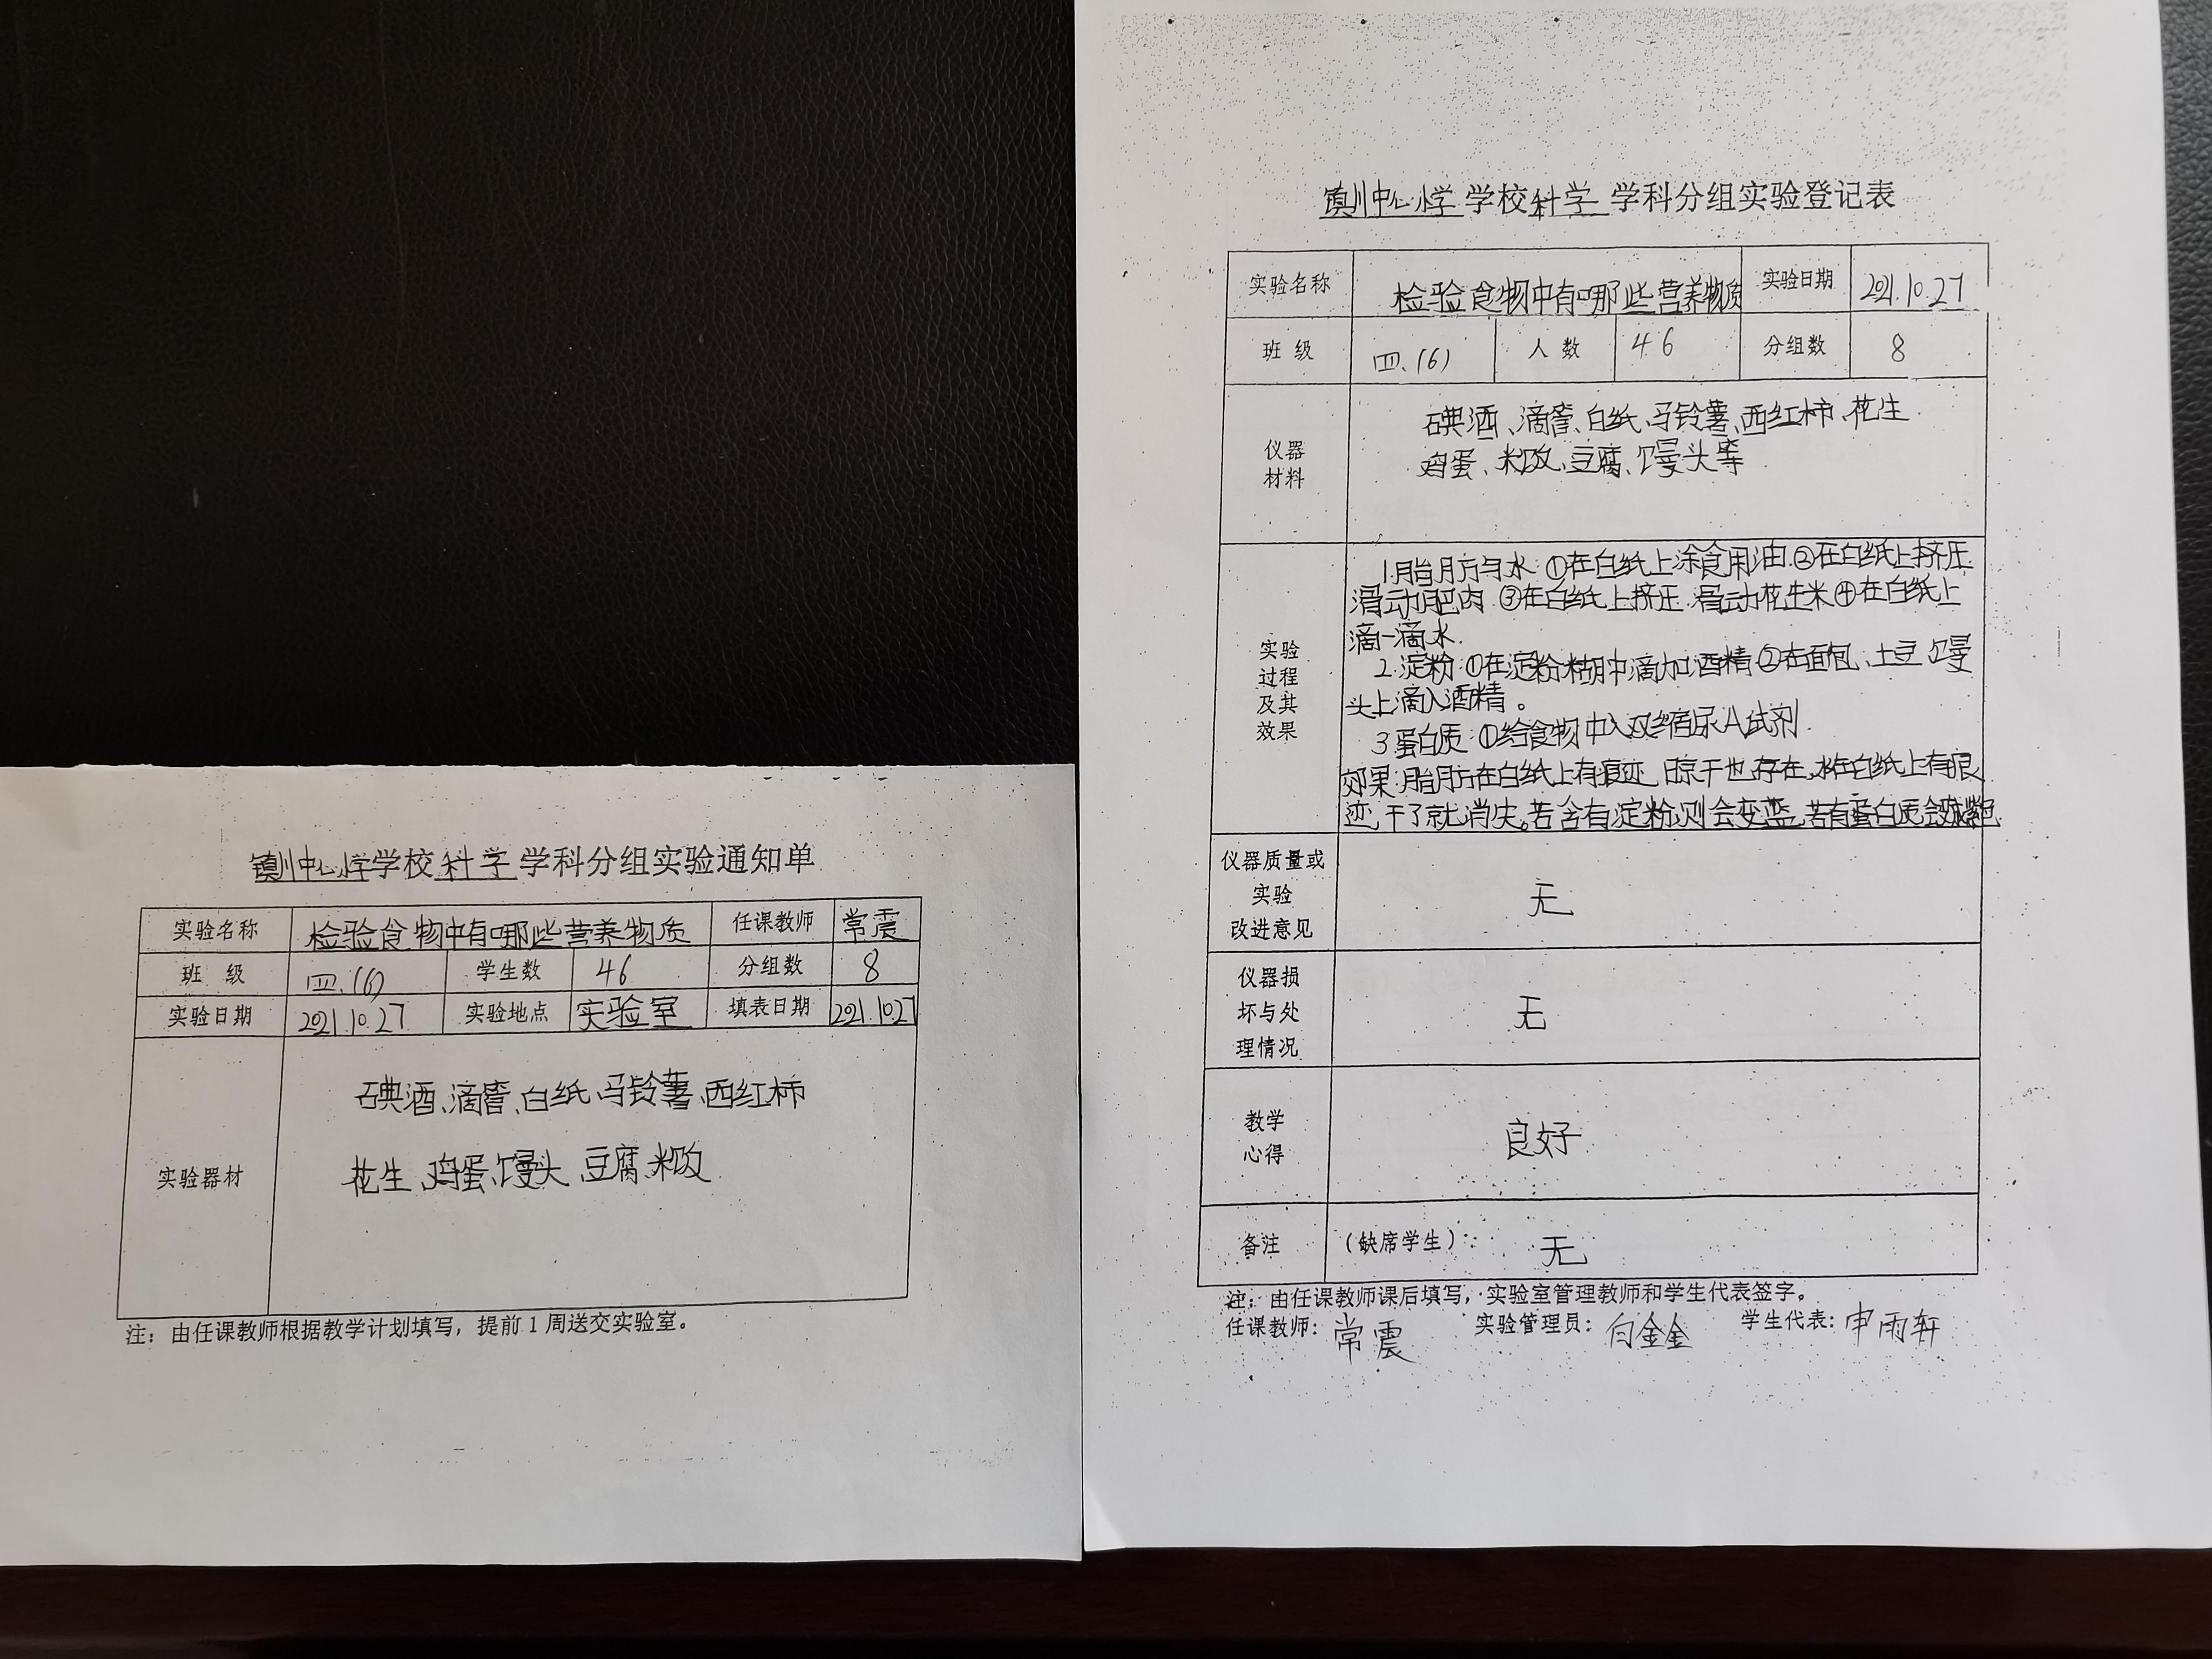 镇川中心小学学校科学学科分组实验通知单
实验名称 检验食物中有哪些营养物质 任课教师 常震
班 级 四.(6) 学生数 46 分组数 8
实验日期 2021.10.27 实验地点 实验室 填表日期 2021.10.27
实验器材
碘酒、滴管、白纸、马铃薯、西红柿
花生、鸡蛋、馒头、豆腐、米饭
注：由任课教师根据教学计划填写，提前1周送交实验室。
镇川中心小学学校科学学科分组实验登记表
实验名称 检验食物中有哪些营养物质 实验日期 2021.10.27
班 级 四.(6) 人 数 46 分组数 8
仪器
材料
碘酒、滴管、白纸、马铃薯、西红柿、花生
鸡蛋、米饭、豆腐、馒头等
实验
过程
及其
效果
1.脂肪与水:①在白纸上涂食用油.②在白纸上挤压.
滑动肥肉.③在白纸上挤压.滑动花生米④在白纸上
滴一滴水.
2.淀粉:①在淀粉糊中滴加酒精②在面包、土豆、馒
头上滴入酒精。
3.蛋白质:①给食物中入双缩脲A试剂.
效果:脂肪在白纸上有痕迹,晾干也存在,水在白纸上有痕
迹,干了就消失。若含有淀粉,则会变蓝,若有蛋白质会变成紫色
仪器质量或
实验
改进意见
无
仪器损
坏与处
理情况
无
教学
心得
良好
备注 (缺席学生): 无
注：由任课教师课后填写，实验室管理教师和学生代表签字。
任课教师: 常震 实验管理员: 白金金 学生代表: 申雨轩